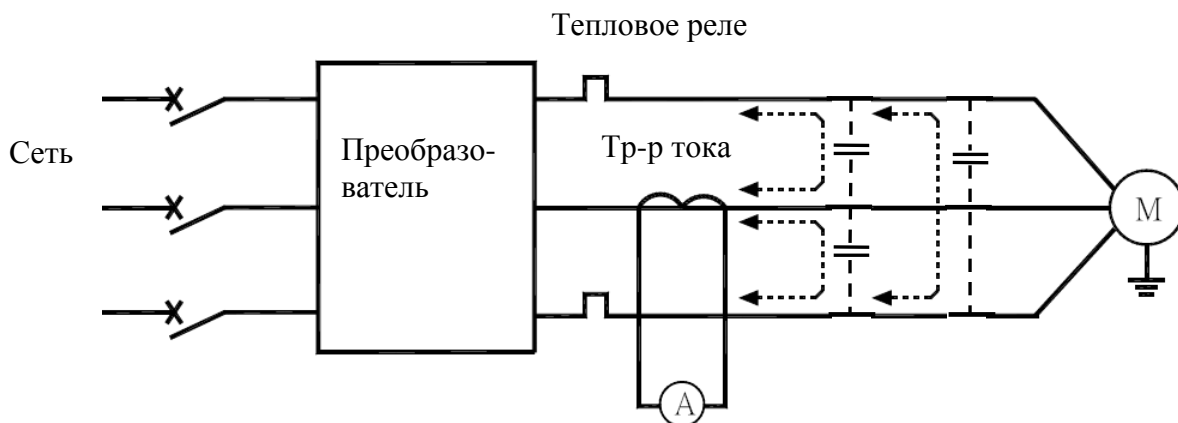 Тепловое реле
Сеть
Преобразо-
ватель
Тр-р тока
М
А